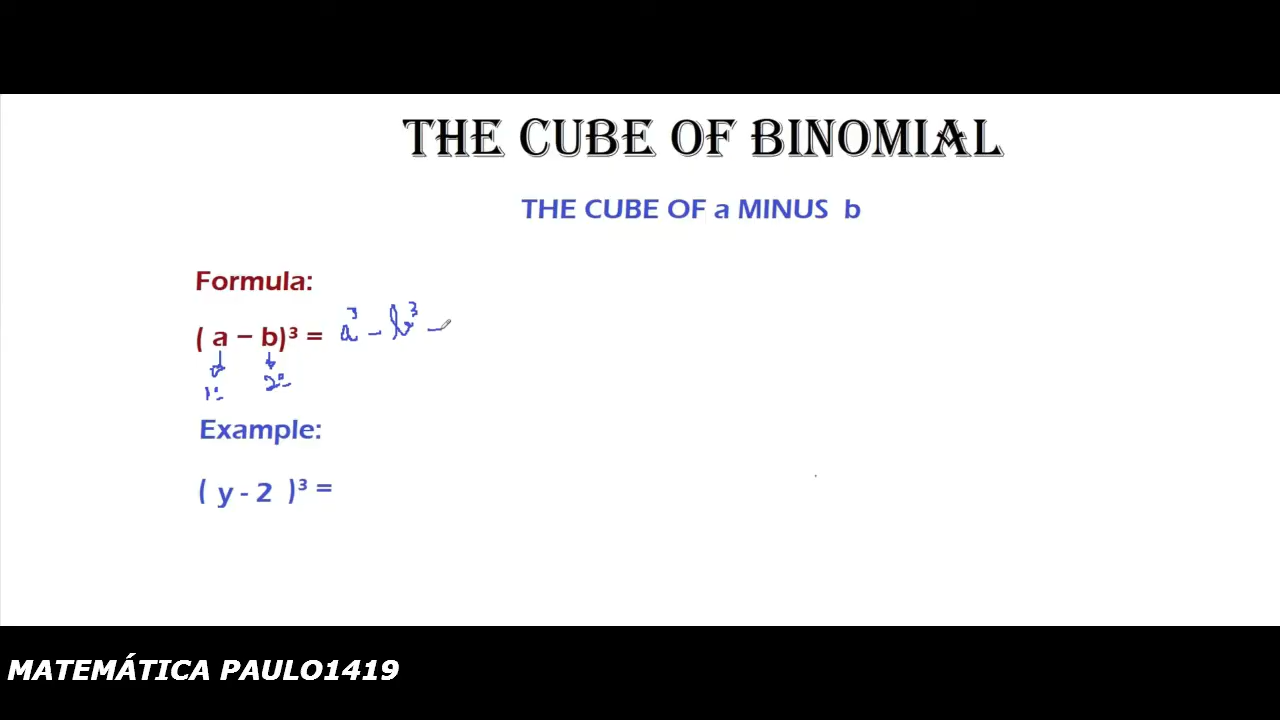 THE CUBE OF BINOMIAL
THE CUBE OF a MINUS b
Formula:
( a – b)³ = a³ - b³ -
1º 2º
Example:
( y - 2 )³ =
MATEMÁTICA PAULO1419